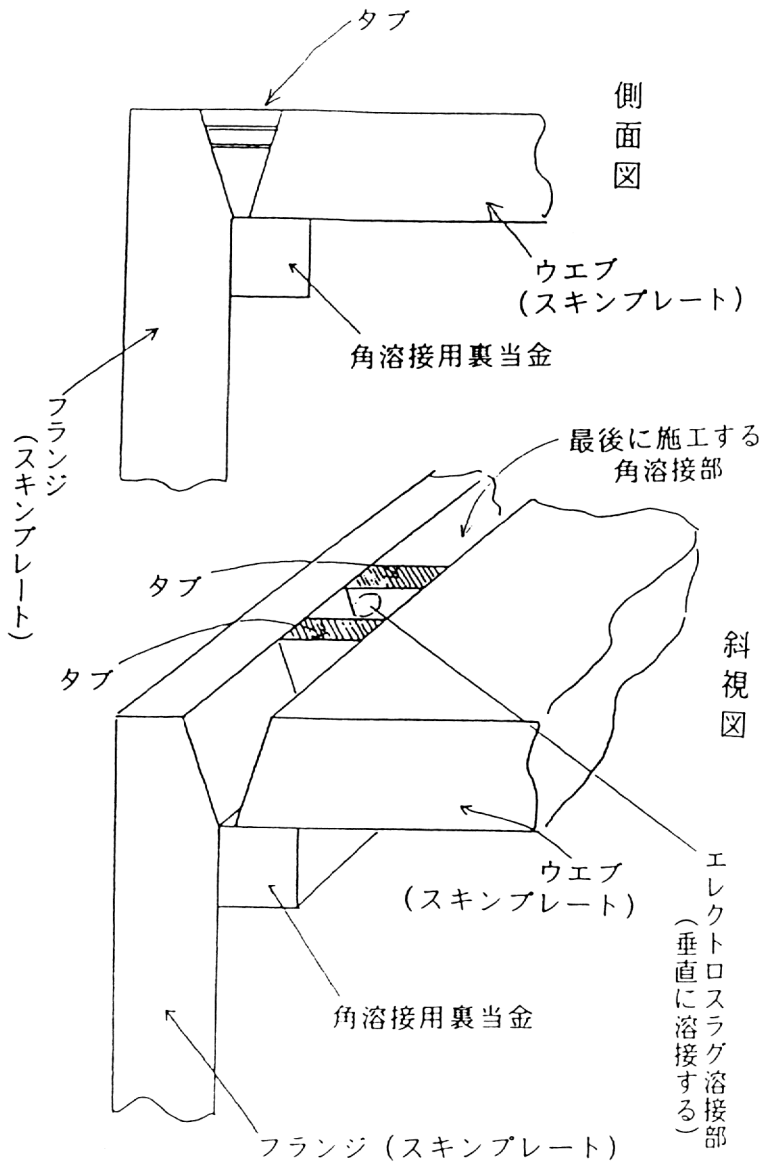 タブ
側面図
ウエブ
(スキンプレート)
角溶接用裏当金
フランジ
(スキンプレート)
最後に施工する
角溶接部
タブ
タブ
斜視図
ウエブ
(スキンプレート)
エレクトロスラグ溶接部
(垂直に溶接する)
角溶接用裏当金
フランジ(スキンプレート)